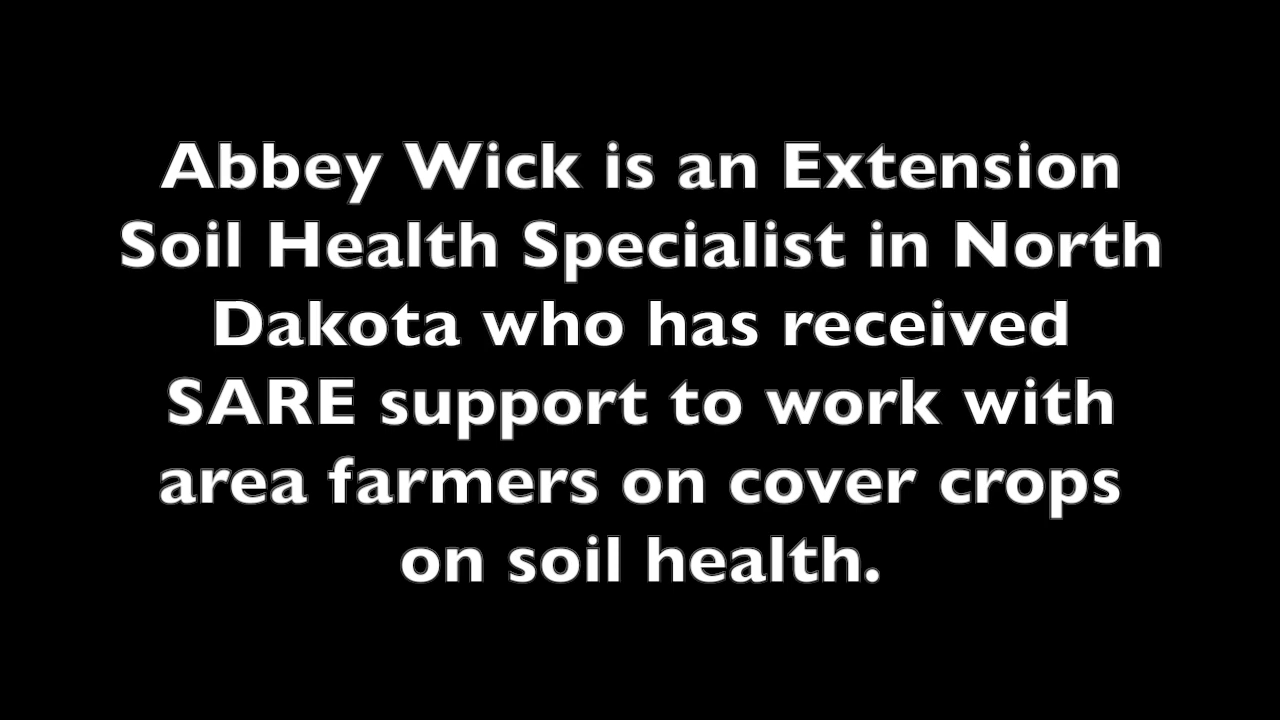 Abbey Wick is an Extension
Soil Health Specialist in North
Dakota who has received
SARE support to work with
area farmers on cover crops
on soil health.